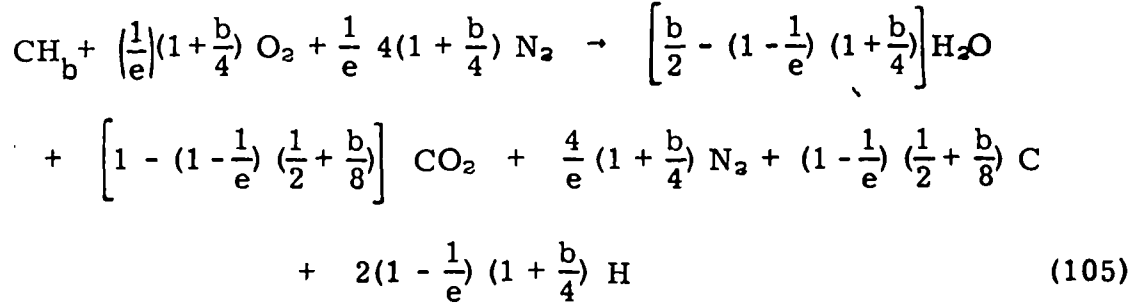 CH_b + (1/e)(1 + b/4) O₂ + 1/e 4(1 + b/4) N₂ → [b/2 - (1 - 1/e) (1 + b/4)] H₂O
+ [1 - (1 - 1/e) (1/2 + b/8)] CO₂ + 4/e (1 + b/4) N₂ + (1 - 1/e) (1/2 + b/8) C
+ 2(1 - 1/e) (1 + b/4) H (105)